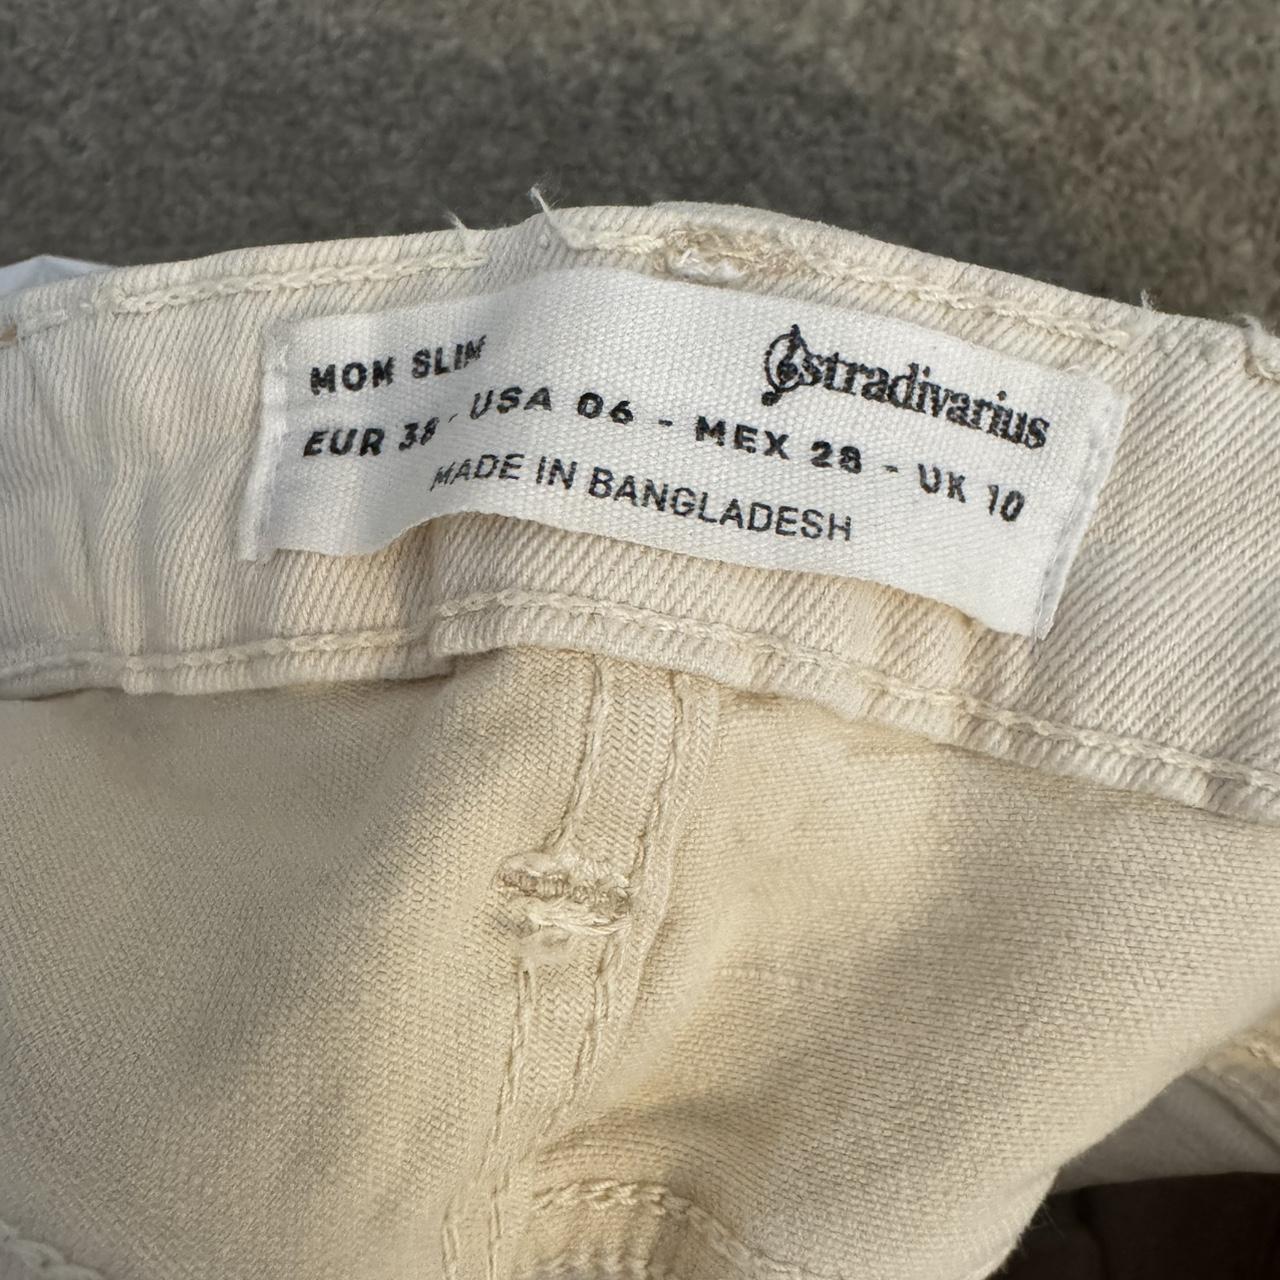 MOM SLIM
stradivarius
EUR 38 - USA 06 - MEX 28 - UK 10
MADE IN BANGLADESH